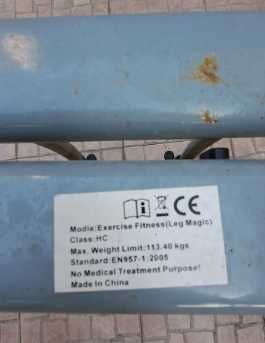 CE
Modle:Exercise Fitness(Leg Magic)
Class:HC
Max. Weight Limit:113.40 kgs
Standard:EN957-1:2005
No Medical Treatment Purpose!
Made In China